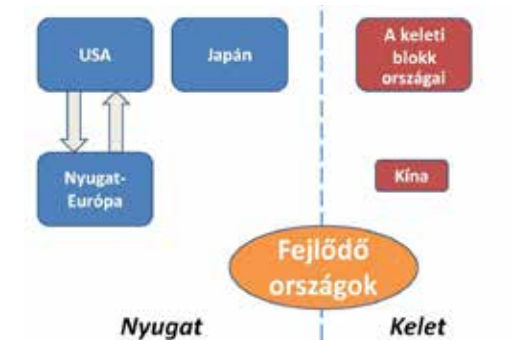 USA
Japán
A keleti
blokk
országai
Nyugat-
Európa
Kína
Fejlődő
országok
Nyugat
Kelet